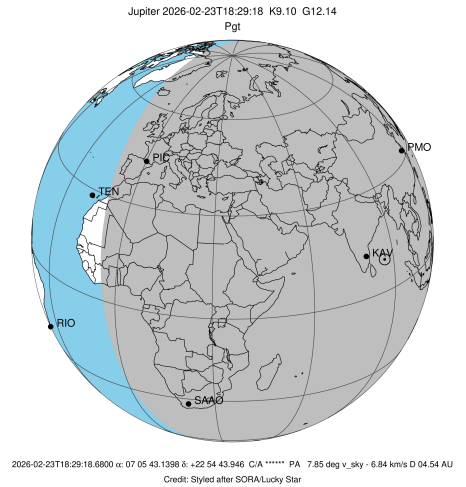 Jupiter 2026-02-23T18:29:18 K9.10 G12.14
Pgt
PMO
PIC
TEN
KAV
RIO
SAAO
2026-02-23T18:29:18.6800 α: 07 05 43.1398 δ: +22 54 43.946 C/A ****** PA 7.85 deg v_sky - 6.84 km/s D 04.54 AU
Credit: Styled after SORA/Lucky Star